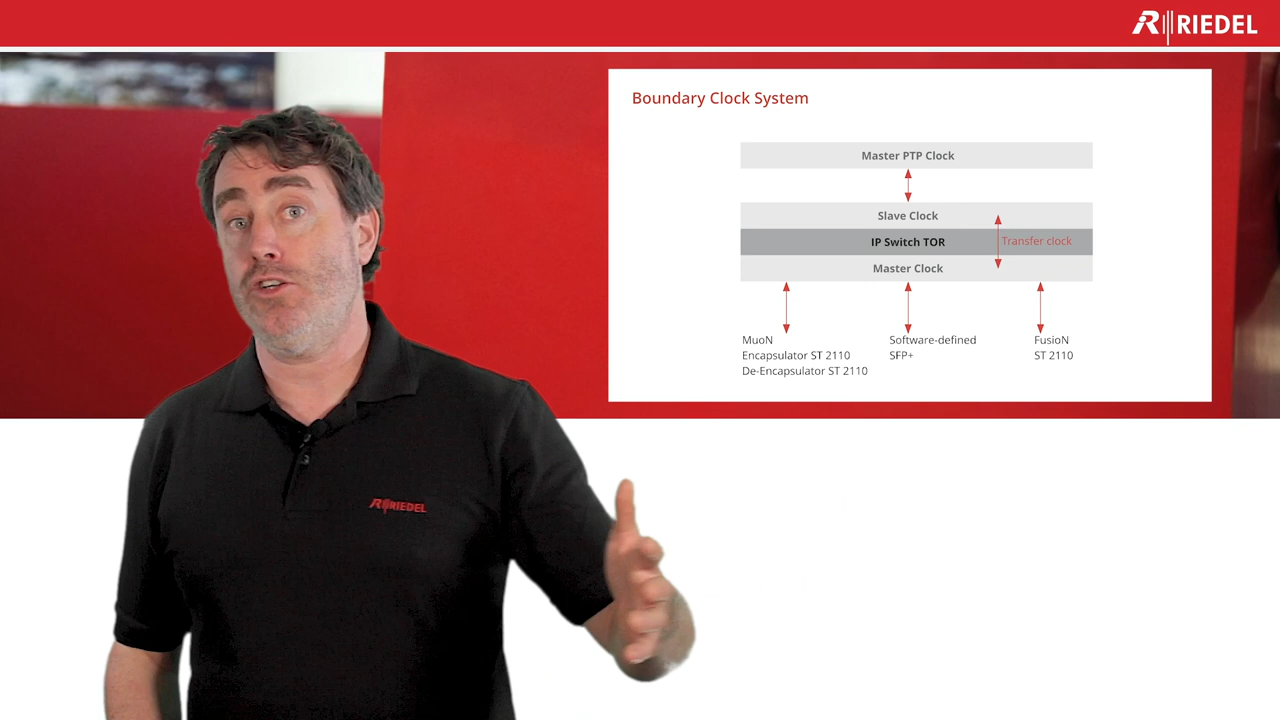 RIEDEL
Boundary Clock System
Master PTP Clock
Slave Clock
IP Switch TOR
Transfer clock
Master Clock
MuoN
Encapsulator ST 2110
De-Encapsulator ST 2110
Software-defined
SFP+
FusioN
ST 2110
RIEDEL